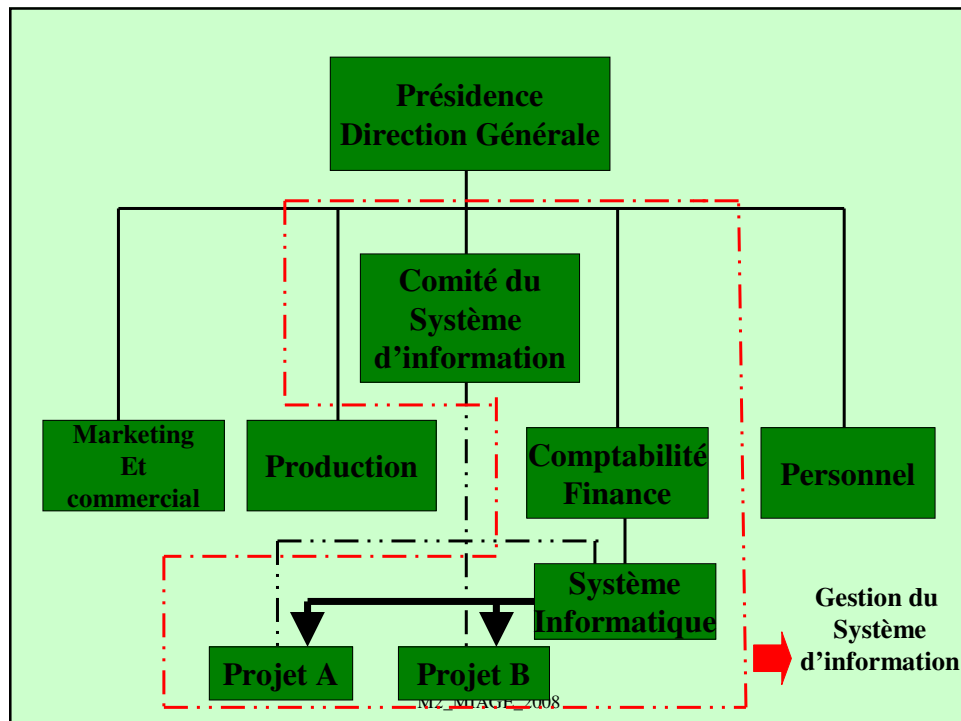 Présidence
Direction Générale
Comité du
Système
d’information
Marketing
Et
commercial
Production
Comptabilité
Finance
Personnel
Système
Informatique
Gestion du
Système
d’information
Projet A
Projet B
M2_MIAGE_2008